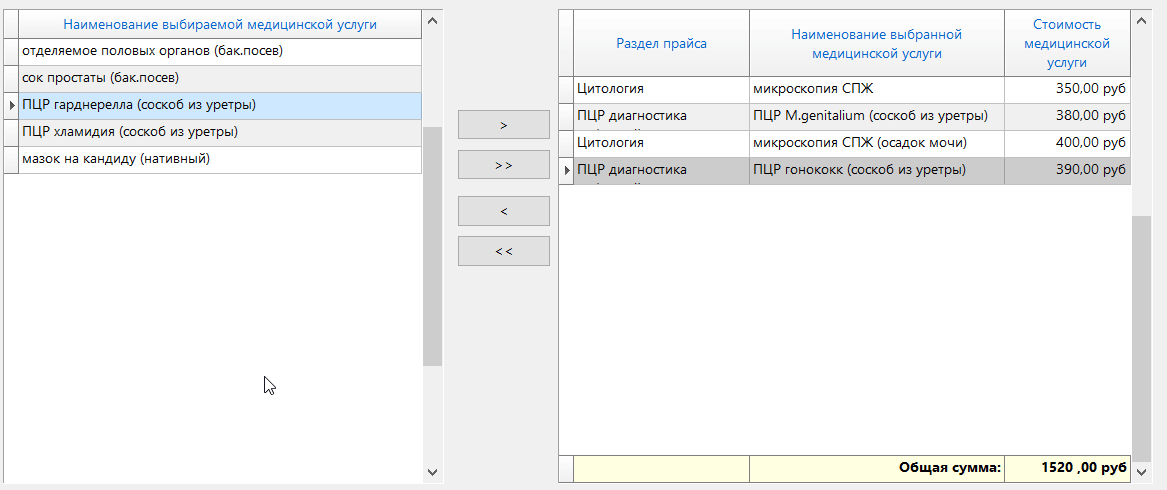 Наименование выбираемой медицинской услуги
отделяемое половых органов (бак.посев)
сок простаты (бак.посев)
ПЦР гарднерелла (соскоб из уретры)
ПЦР хламидия (соскоб из уретры)
мазок на кандиду (нативный)
>
>>
<
<<
Раздел прайса
Наименование выбранной
медицинской услуги
Стоимость
медицинской
услуги
Цитология микроскопия СПЖ 350,00 руб
ПЦР диагностика ПЦР M.genitalium (соскоб из уретры) 380,00 руб
Цитология микроскопия СПЖ (осадок мочи) 400,00 руб
ПЦР диагностика ПЦР гонококк (соскоб из уретры) 390,00 руб
Общая сумма: 1520 ,00 руб